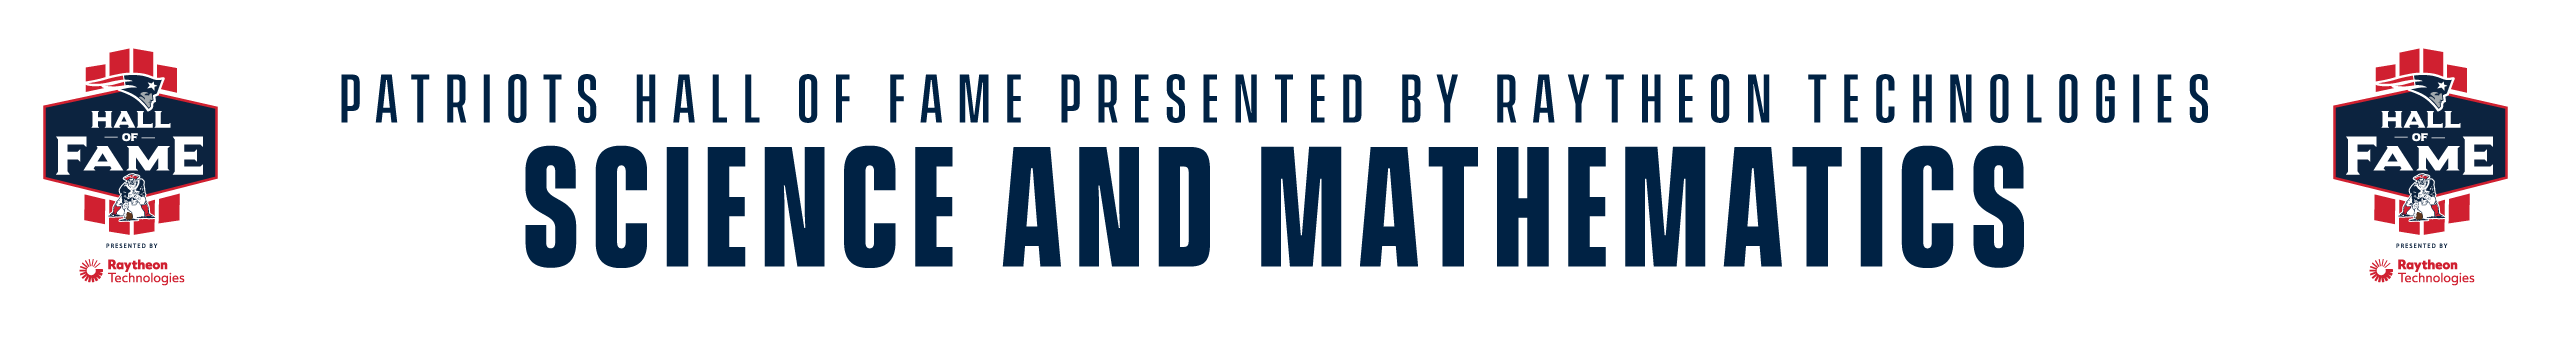 HALL
OF
FAME
PRESENTED BY
Raytheon
Technologies
PATRIOTS HALL OF FAME PRESENTED BY RAYTHEON TECHNOLOGIES
SCIENCE AND MATHEMATICS
HALL
OF
FAME
PRESENTED BY
Raytheon
Technologies